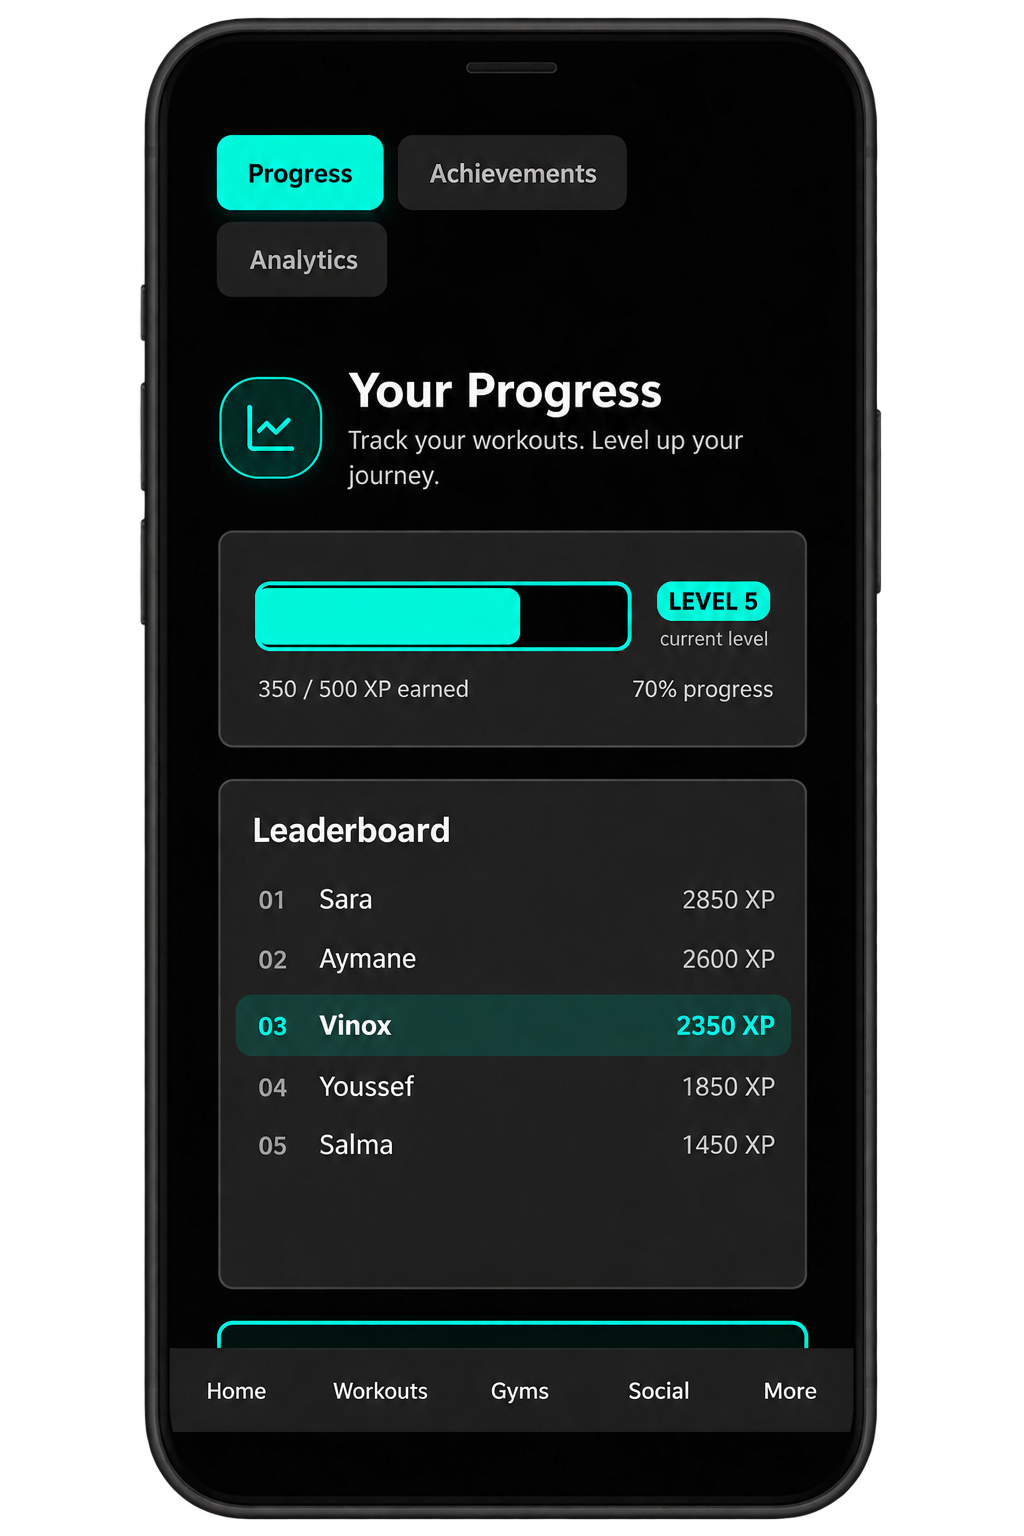 Progress
Achievements
Analytics
Your Progress
Track your workouts. Level up your
journey.
LEVEL 5
current level
350 / 500 XP earned
70% progress
Leaderboard
01 Sara 2850 XP
02 Aymane 2600 XP
03 Vinox 2350 XP
04 Youssef 1850 XP
05 Salma 1450 XP
Home Workouts Gyms Social More